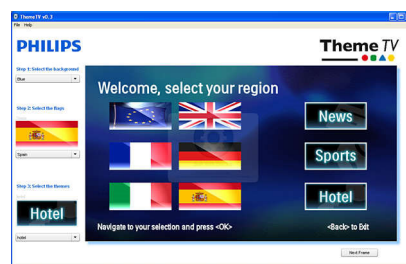 ThemeTV v0.3
File Help
PHILIPS
Theme TV
Step 1: Select the background
Blue
Step 2: Select the flags
Spain
Step 3: Select the themes
Hotel
hotel
Welcome, select your region
News
Sports
Hotel
Navigate to your selection and press <OK>
<Back> to Exit
Next Frame